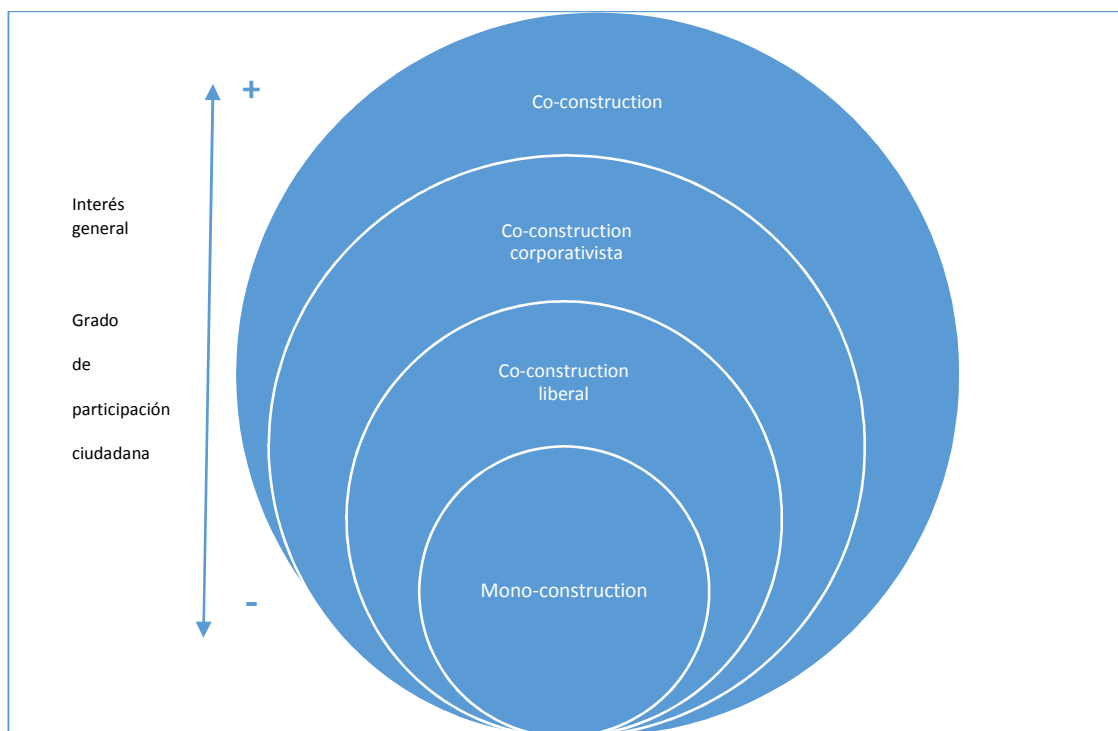 +
Co-construction
Interés
general
Co-construction
corporativista
Grado
de
participación
ciudadana
Co-construction
liberal
Mono-construction
-